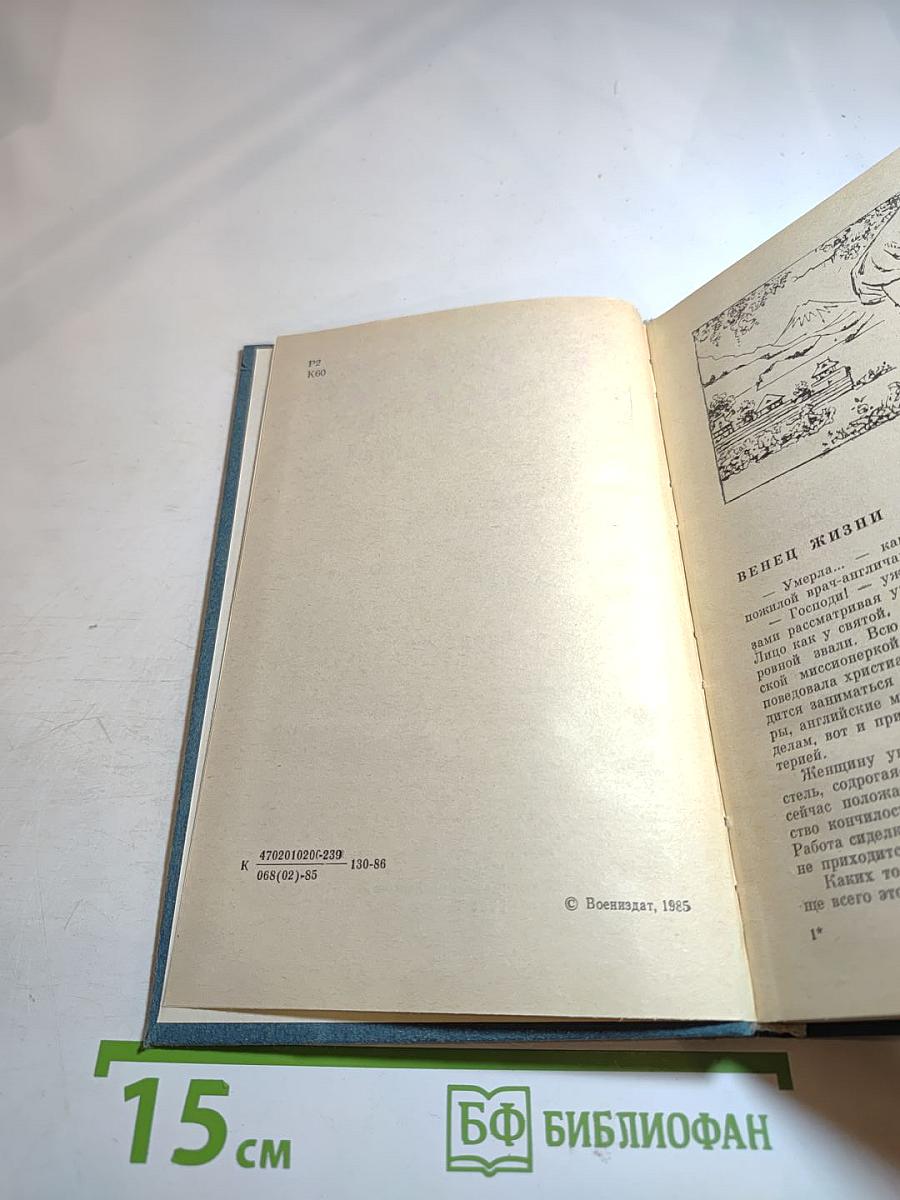 Р2
К60
К 4702010200-239 130-86
068(02)-85
© Воениздат, 1985
ВЕНЕЦ ЖИЗНИ
— Умерла... —
пожилой врач-англича
— Господи! — уж
зами рассматривая
Лицо как у святой.
ровной звали. Всю
ской миссионеркой
поведовала христиа
дится заниматься
ры, английские м
делам, вот и при
терией.
Женщину
стель, содрогая
сейчас положа
ство кончилос
Работа сидел
не приходитс
Каких то
ще всего это
1*
15 см
БФ БИБЛИОФАН